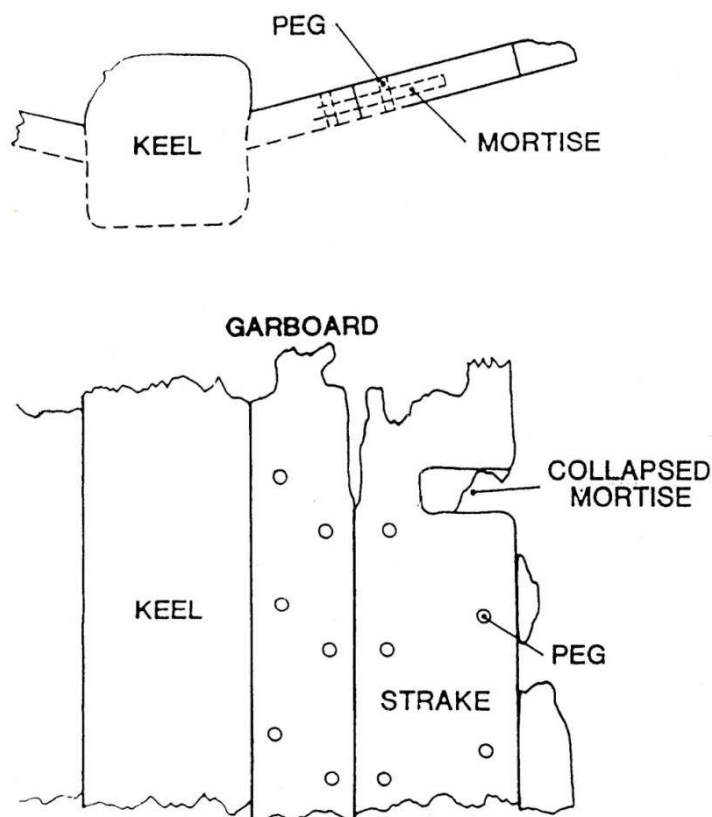 PEG
KEEL
MORTISE
GARBOARD
COLLAPSED
MORTISE
KEEL
PEG
STRAKE